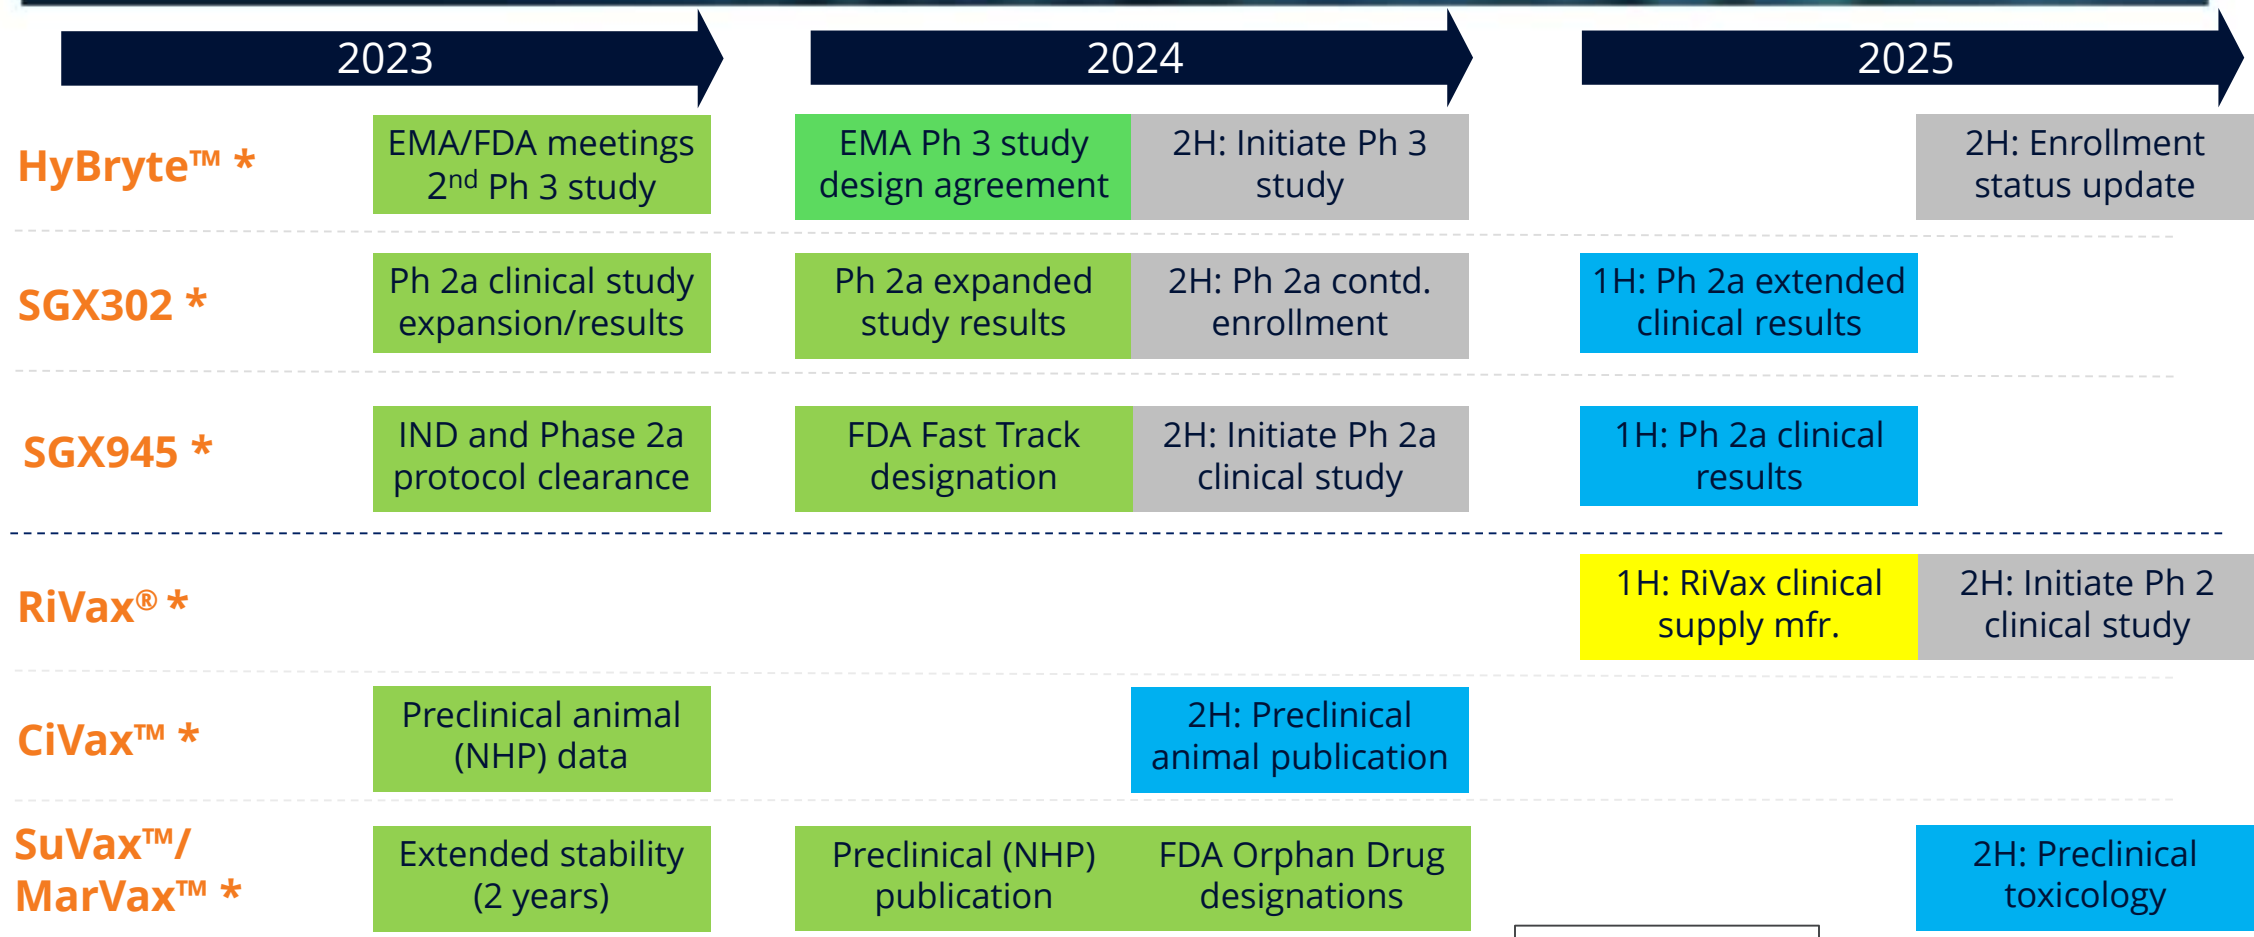 2023
2024
2025
HyBryte™ *
EMA/FDA meetings
2nd Ph 3 study
EMA Ph 3 study
design agreement
2H: Initiate Ph 3
study
2H: Enrollment
status update
SGX302 *
Ph 2a clinical study
expansion/results
Ph 2a expanded
study results
2H: Ph 2a contd.
enrollment
1H: Ph 2a extended
clinical results
SGX945 *
IND and Phase 2a
protocol clearance
FDA Fast Track
designation
2H: Initiate Ph 2a
clinical study
1H: Ph 2a clinical
results
RiVax® *
1H: RiVax clinical
supply mfr.
2H: Initiate Ph 2
clinical study
CiVax™ *
Preclinical animal
(NHP) data
2H: Preclinical
animal publication
SuVax™/
MarVax™ *
Extended stability
(2 years)
Preclinical (NHP)
publication
FDA Orphan Drug
designations
2H: Preclinical
toxicology